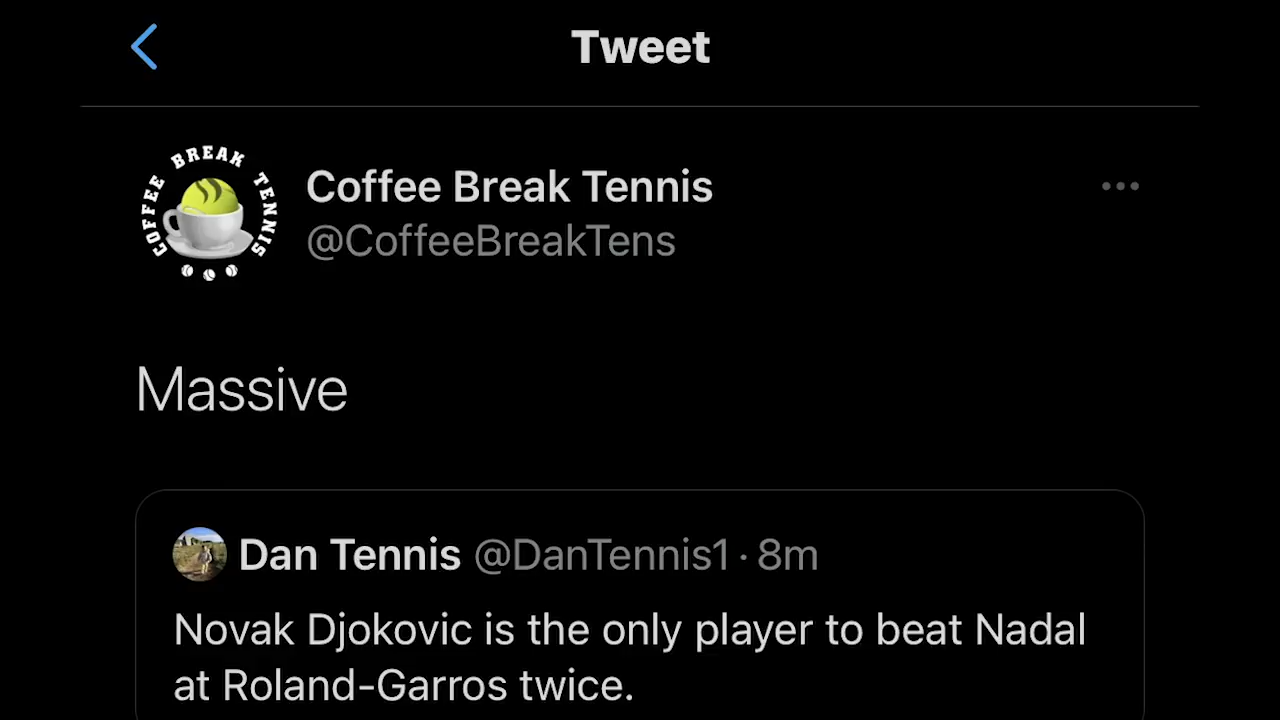 Tweet
COFFEE BREAK TENNIS
Coffee Break Tennis
@CoffeeBreakTens
Massive
Dan Tennis @DanTennis1 · 8m
Novak Djokovic is the only player to beat Nadal
at Roland-Garros twice.